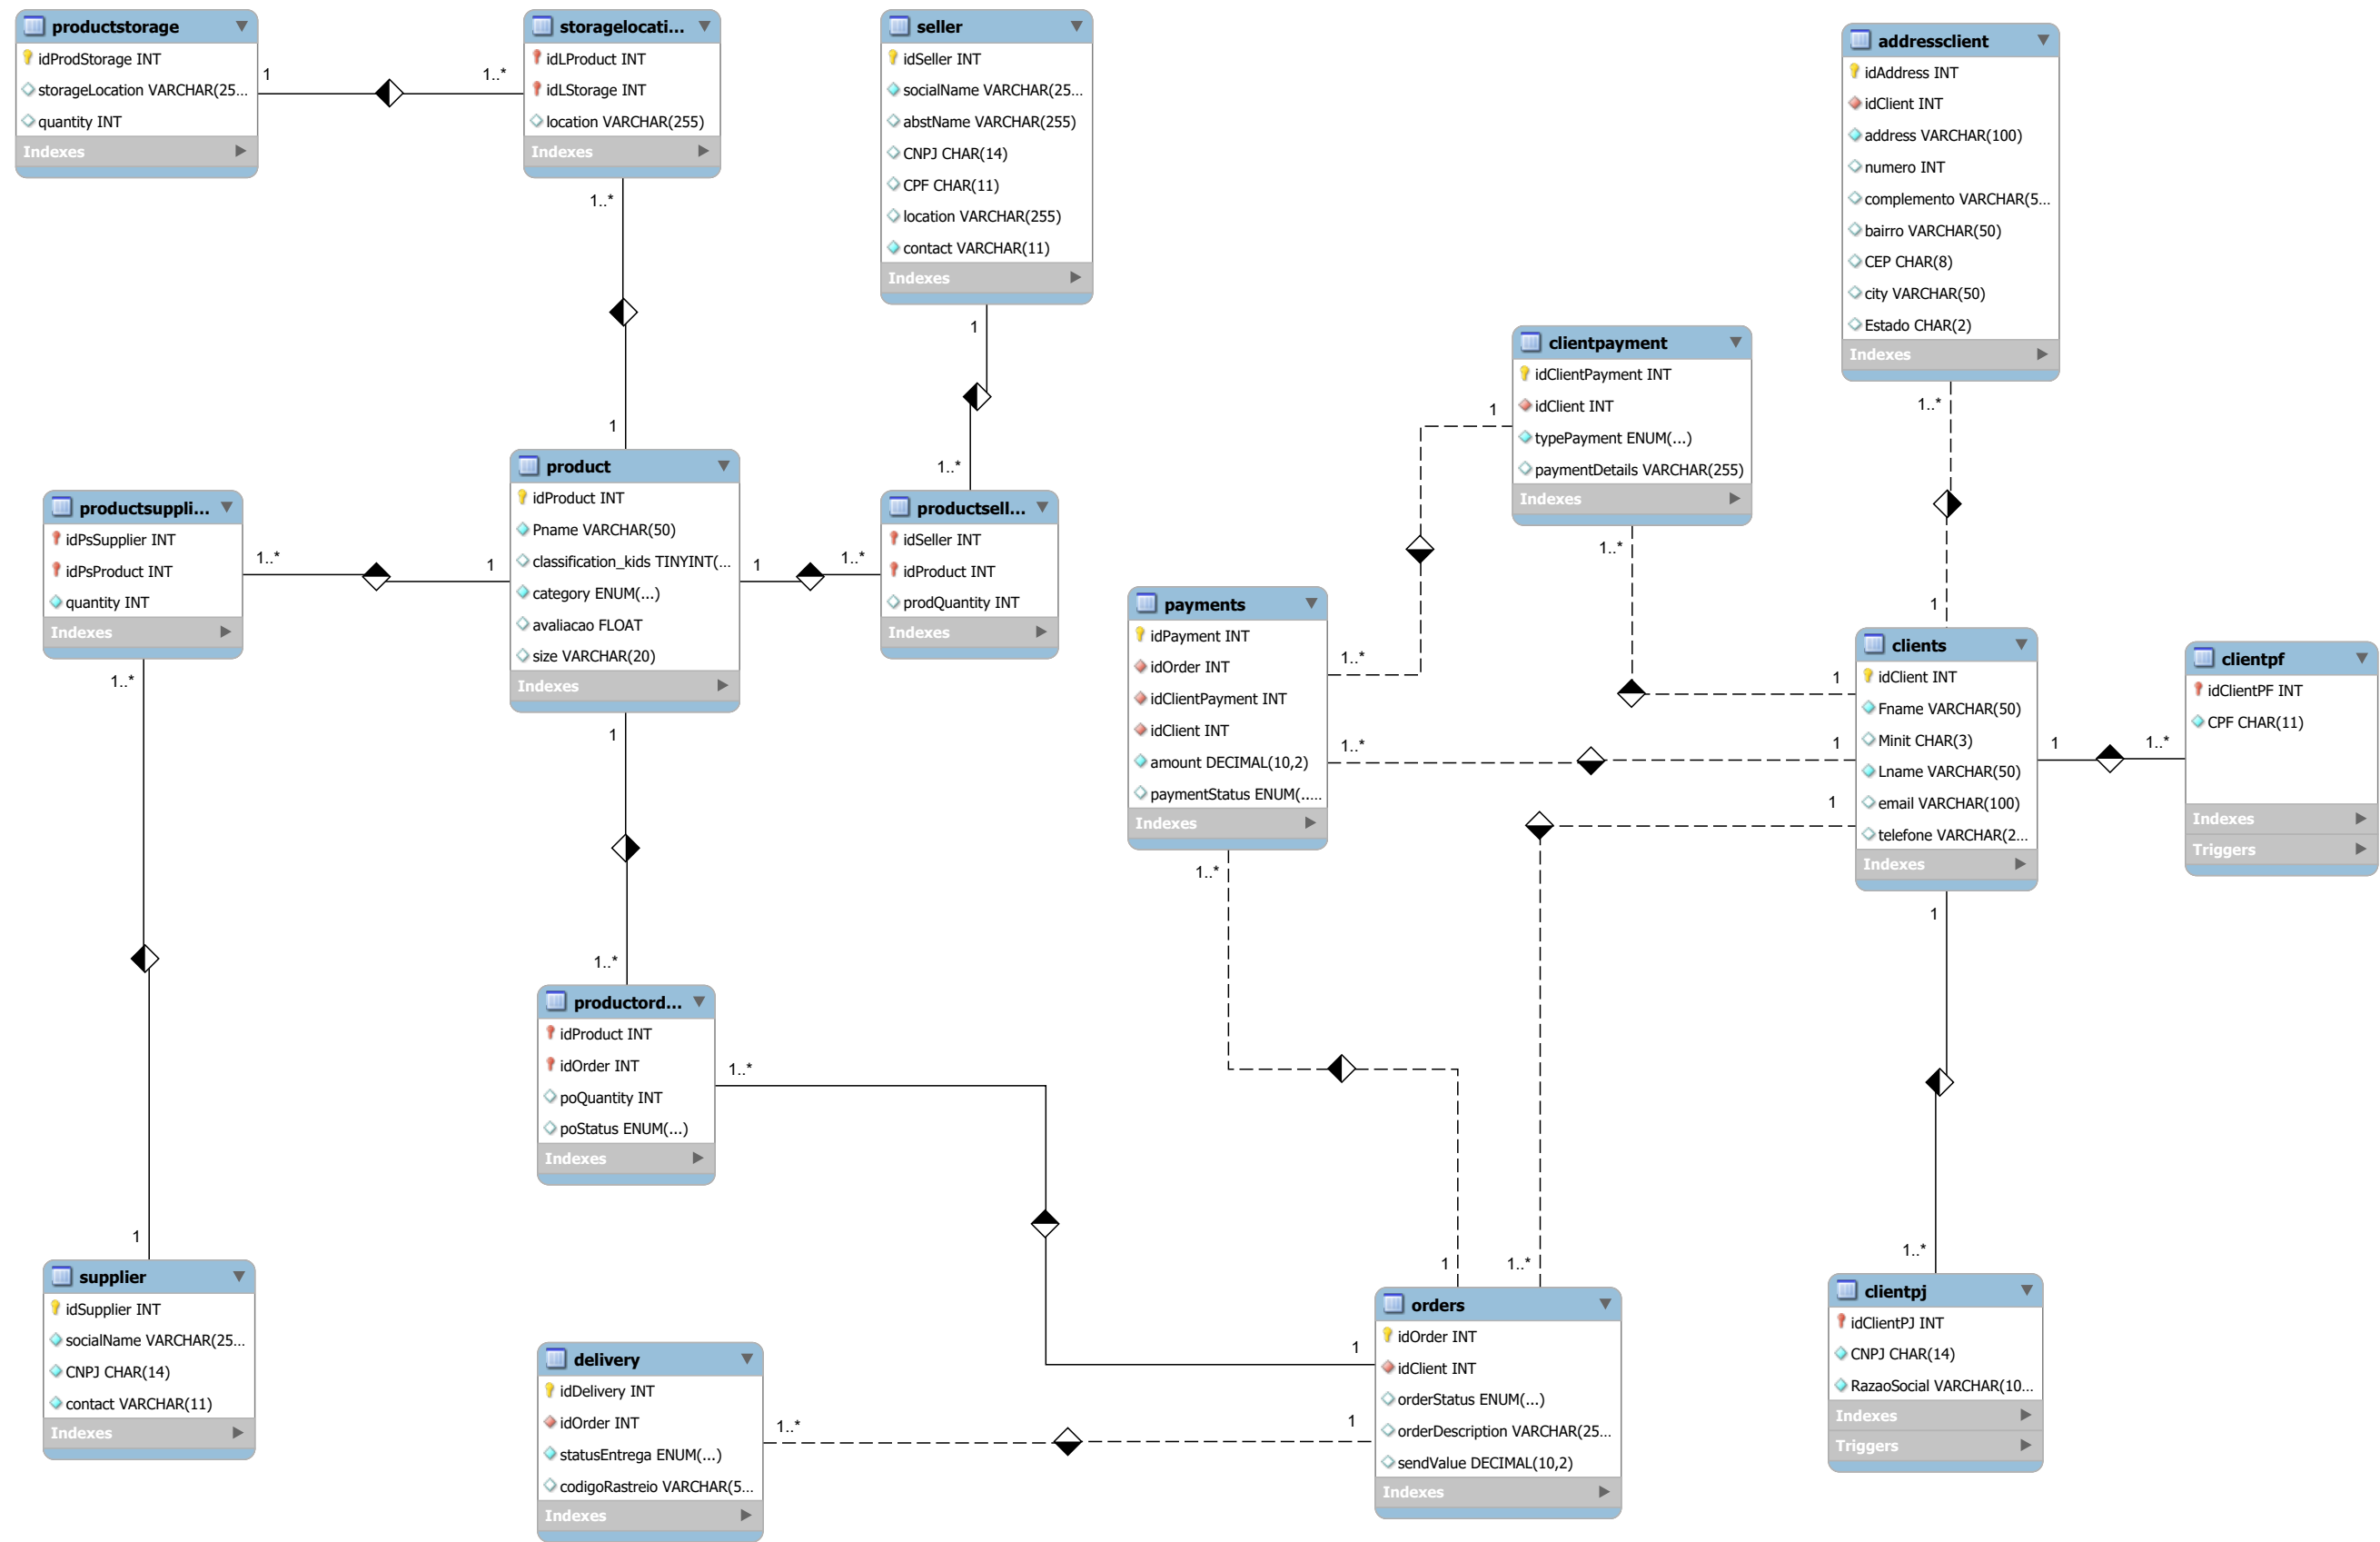 productstorage
idProdStorage INT
storageLocation VARCHAR(25...
quantity INT
Indexes
1
1..*
storagelocati...
idLProduct INT
idLStorage INT
location VARCHAR(255)
Indexes
1..*
1
seller
idSeller INT
socialName VARCHAR(25...
abstName VARCHAR(255)
CNPJ CHAR(14)
CPF CHAR(11)
location VARCHAR(255)
contact VARCHAR(11)
Indexes
1
1..*
addressclient
idAddress INT
idClient INT
address VARCHAR(100)
numero INT
complemento VARCHAR(5...
bairro VARCHAR(50)
CEP CHAR(8)
city VARCHAR(50)
Estado CHAR(2)
Indexes
1..*
1
clientpayment
idClientPayment INT
idClient INT
typePayment ENUM(...)
paymentDetails VARCHAR(255)
Indexes
1
1..*
1
productsuppli...
idPsSupplier INT
idPsProduct INT
quantity INT
Indexes
1..*
1
1..*
1
product
idProduct INT
Pname VARCHAR(50)
classification_kids TINYINT(...
category ENUM(...)
avaliacao FLOAT
size VARCHAR(20)
Indexes
1
1..*
1
1..*
productsell...
idSeller INT
idProduct INT
prodQuantity INT
Indexes
payments
idPayment INT
idOrder INT
idClientPayment INT
idClient INT
amount DECIMAL(10,2)
paymentStatus ENUM(.....
Indexes
1..*
1..*
1
1..*
1
clients
idClient INT
Fname VARCHAR(50)
Minit CHAR(3)
Lname VARCHAR(50)
email VARCHAR(100)
telefone VARCHAR(2...
Indexes
1
1..*
1
1..*
1
1..*
clientpf
idClientPF INT
CPF CHAR(11)
Indexes
Triggers
productord...
idProduct INT
idOrder INT
poQuantity INT
poStatus ENUM(...)
Indexes
1..*
1
supplier
idSupplier INT
socialName VARCHAR(25...
CNPJ CHAR(14)
contact VARCHAR(11)
Indexes
delivery
idDelivery INT
idOrder INT
statusEntrega ENUM(...)
codigoRastreio VARCHAR(5...
Indexes
1..*
1
orders
idOrder INT
idClient INT
orderStatus ENUM(...)
orderDescription VARCHAR(25...
sendValue DECIMAL(10,2)
Indexes
clientpj
idClientPJ INT
CNPJ CHAR(14)
RazaoSocial VARCHAR(10...
Indexes
Triggers